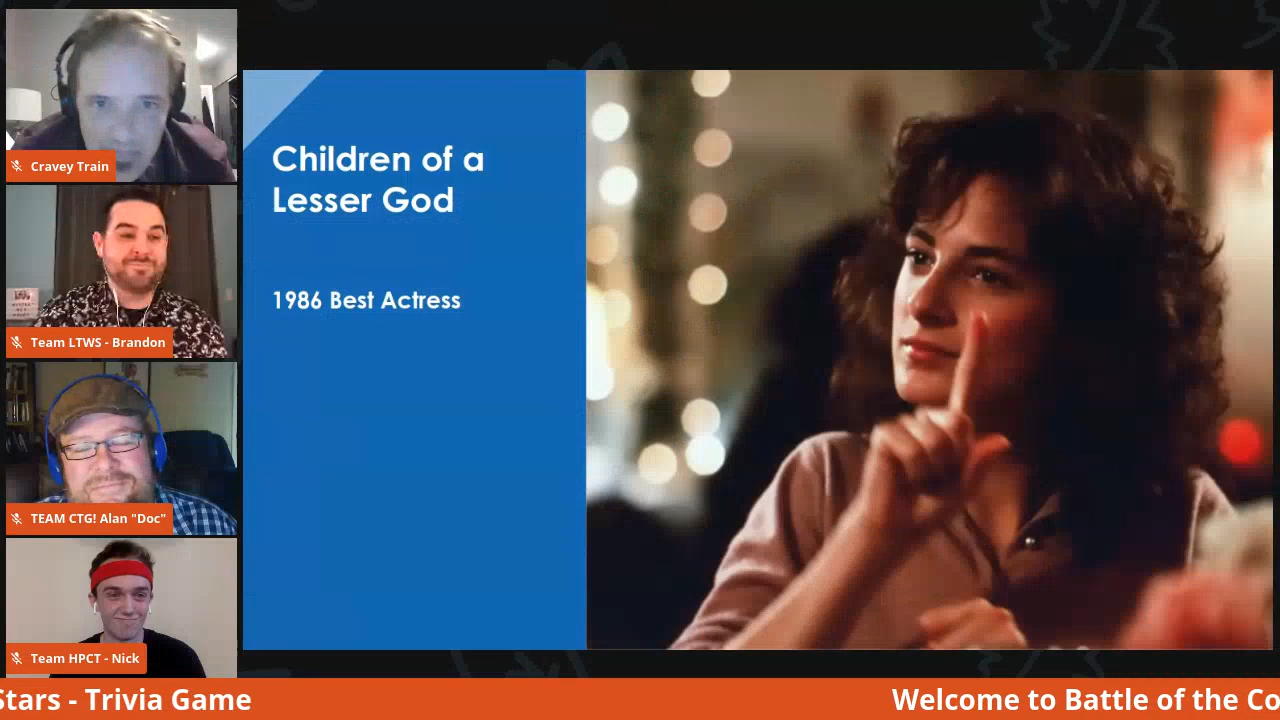 Cravey Train
Team LTWS - Brandon
TEAM CTG! Alan "Doc"
Team HPCT - Nick
Children of a
Lesser God
1986 Best Actress
Stars - Trivia Game
Welcome to Battle of the Co